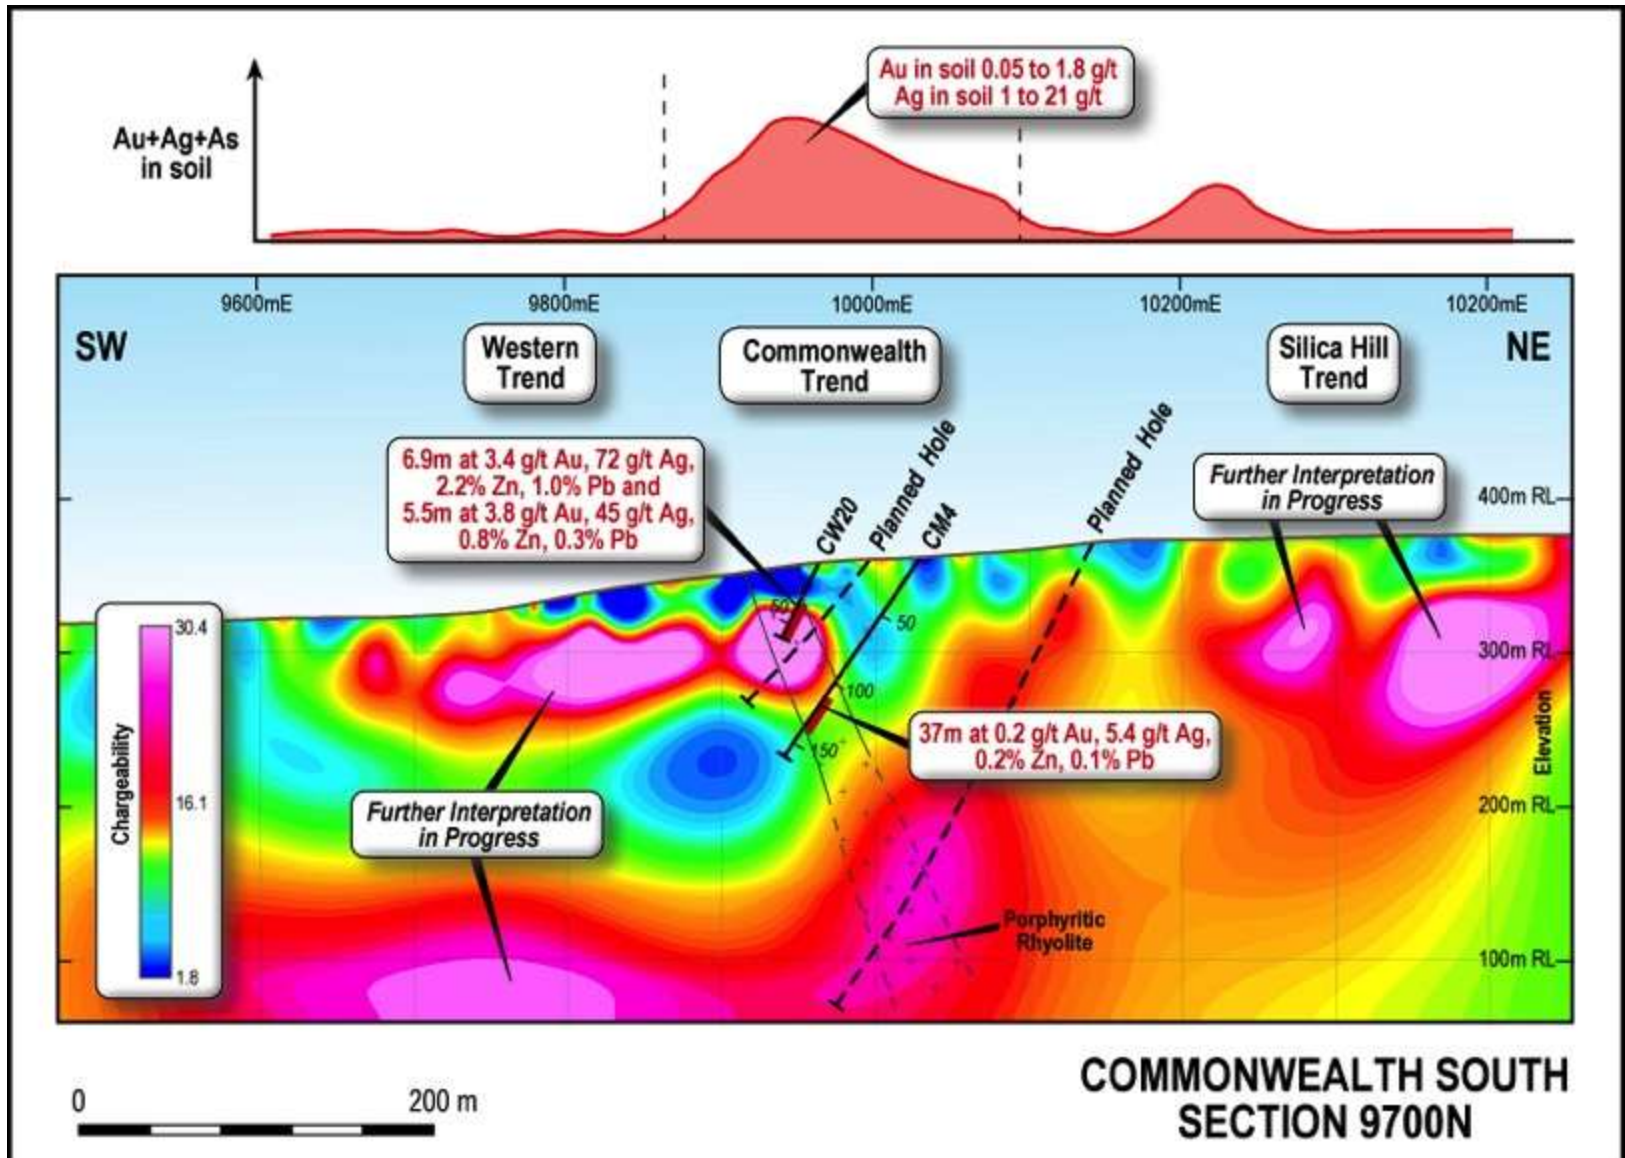 Au in soil 0.05 to 1.8 g/t
Ag in soil 1 to 21 g/t
Au+Ag+As
in soil
9600mE
9800mE
10000mE
10200mE
10200mE
SW
Western
Trend
Commonwealth
Trend
Silica Hill
Trend
NE
6.9m at 3.4 g/t Au, 72 g/t Ag,
2.2% Zn, 1.0% Pb and
5.5m at 3.8 g/t Au, 45 g/t Ag,
0.8% Zn, 0.3% Pb
CW20
Planned Hole
CM4
Planned Hole
Further Interpretation
in Progress
400m RL
50
50
100
150
300m RL
Elevation
200m RL
100m RL
Chargeability
30.4
16.1
1.8
37m at 0.2 g/t Au, 5.4 g/t Ag,
0.2% Zn, 0.1% Pb
Further Interpretation
in Progress
Porphyritic
Rhyolite
0
200 m
COMMONWEALTH SOUTH
SECTION 9700N